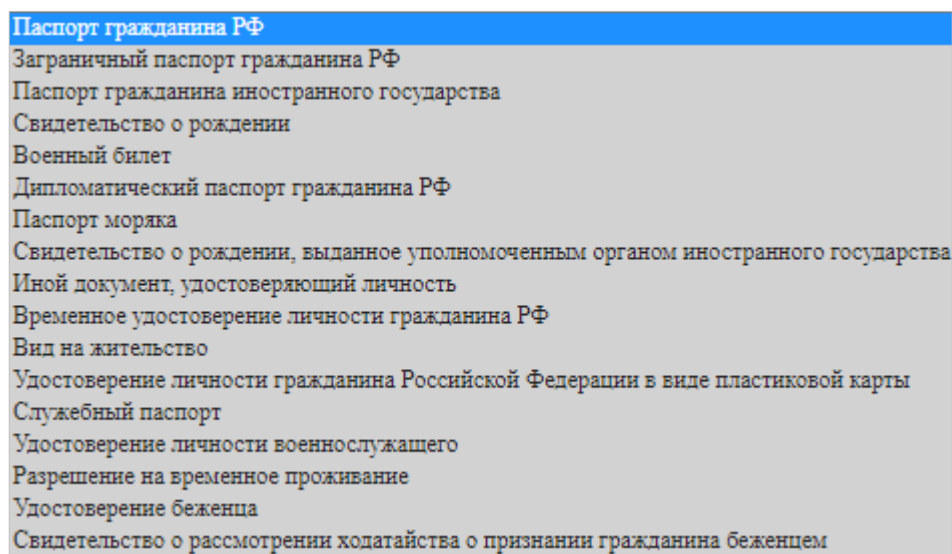 Паспорт гражданина РФ
Заграничный паспорт гражданина РФ
Паспорт гражданина иностранного государства
Свидетельство о рождении
Военный билет
Дипломатический паспорт гражданина РФ
Паспорт моряка
Свидетельство о рождении, выданное уполномоченным органом иностранного государства
Иной документ, удостоверяющий личность
Временное удостоверение личности гражданина РФ
Вид на жительство
Удостоверение личности гражданина Российской Федерации в виде пластиковой карты
Служебный паспорт
Удостоверение личности военнослужащего
Разрешение на временное проживание
Удостоверение беженца
Свидетельство о рассмотрении ходатайства о признании гражданина беженцем